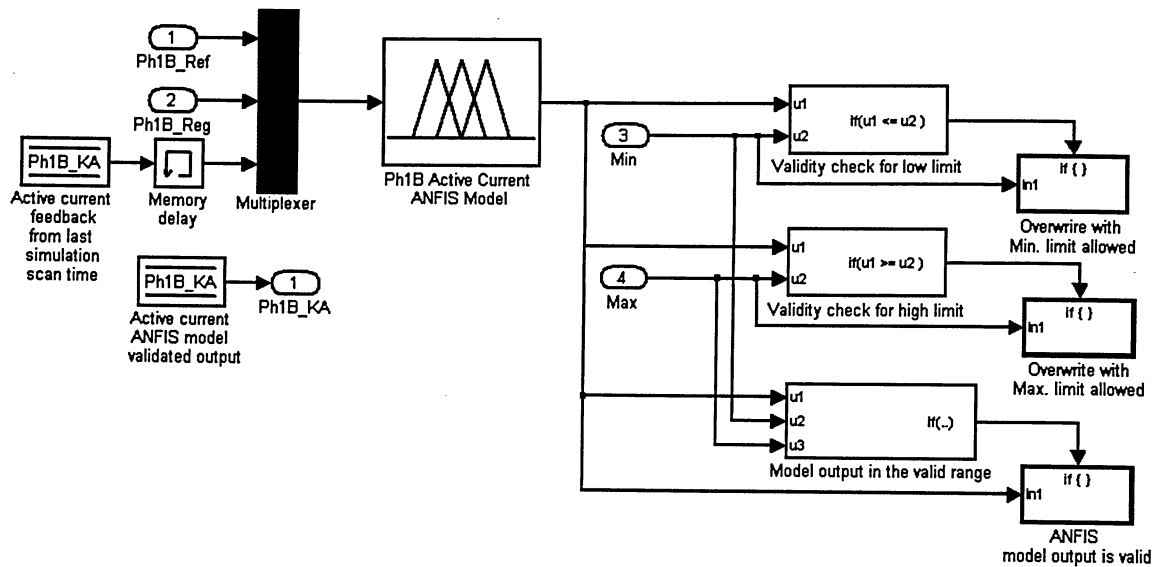 1
Ph1B_Ref
2
Ph1B_Reg
Ph1B_KA
Active current
feedback
from last
simulation
scan time
Memory
delay
Multiplexer
Ph1B Active Current
ANFIS Model
Ph1B_KA
Active current
ANFIS model
validated output
1
Ph1B_KA
3
Min
u1
u2
if(u1 <= u2 )
Validity check for low limit
if { }
In1
Overwrire with
Min. limit allowed
4
Max
u1
u2
if(u1 >= u2 )
Validity check for high limit
if { }
In1
Overwrite with
Max. limit allowed
u1
u2
u3
if(..)
Model output in the valid range
if { }
In1
ANFIS
model output is valid